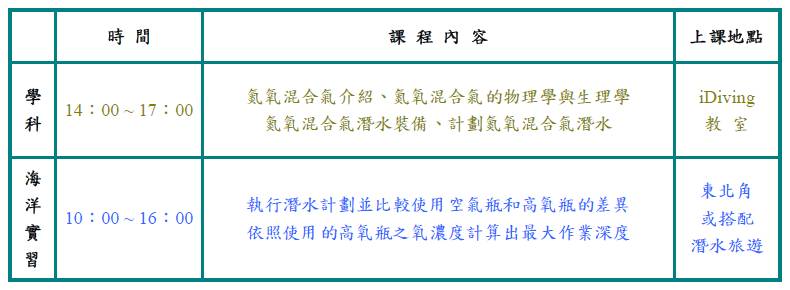 時 間
課 程 內 容
上課地點
學科
14：00 ~ 17：00
氮氧混合氣介紹、氮氧混合氣的物理學與生理學
氮氧混合氣潛水裝備、計劃氮氧混合氣潛水
iDiving
教 室
海洋實習
10：00 ~ 16：00
執行潛水計劃並比較使用空氣瓶和高氧瓶的差異
依照使用的高氧瓶之氧濃度計算出最大作業深度
東北角
或搭配
潛水旅遊